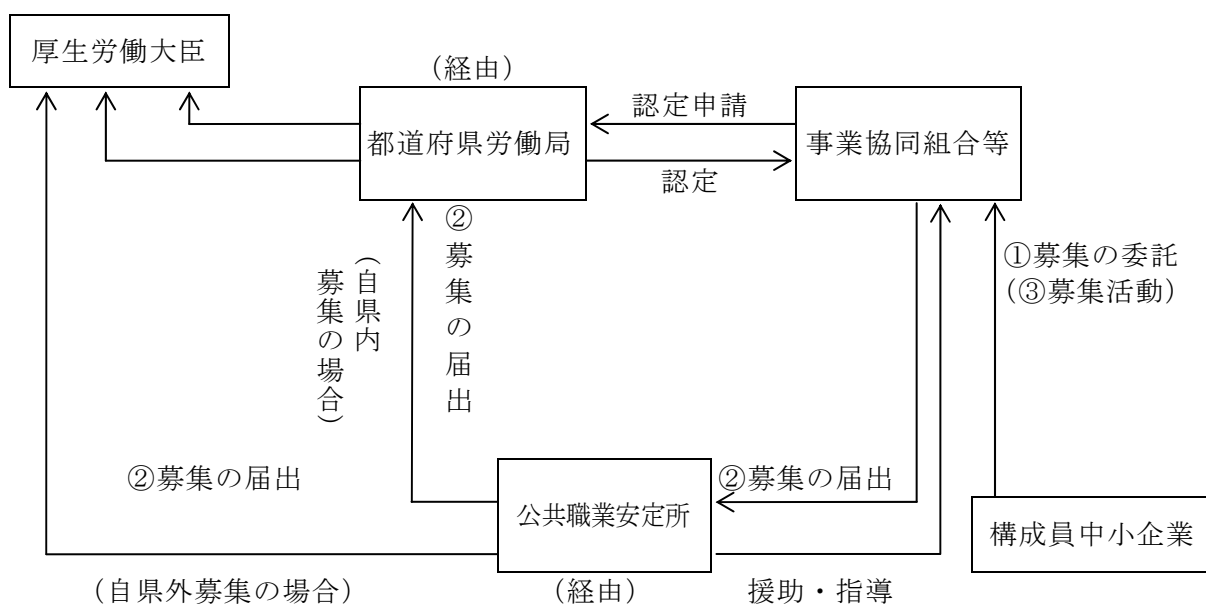 厚生労働大臣
(経由)
都道府県労働局
認定申請
認定
事業協同組合等
②募集の届出
(自県内
募集の場合)
①募集の委託
(③募集活動)
②募集の届出
②募集の届出
公共職業安定所
構成員中小企業
(自県外募集の場合)
(経由)
援助・指導